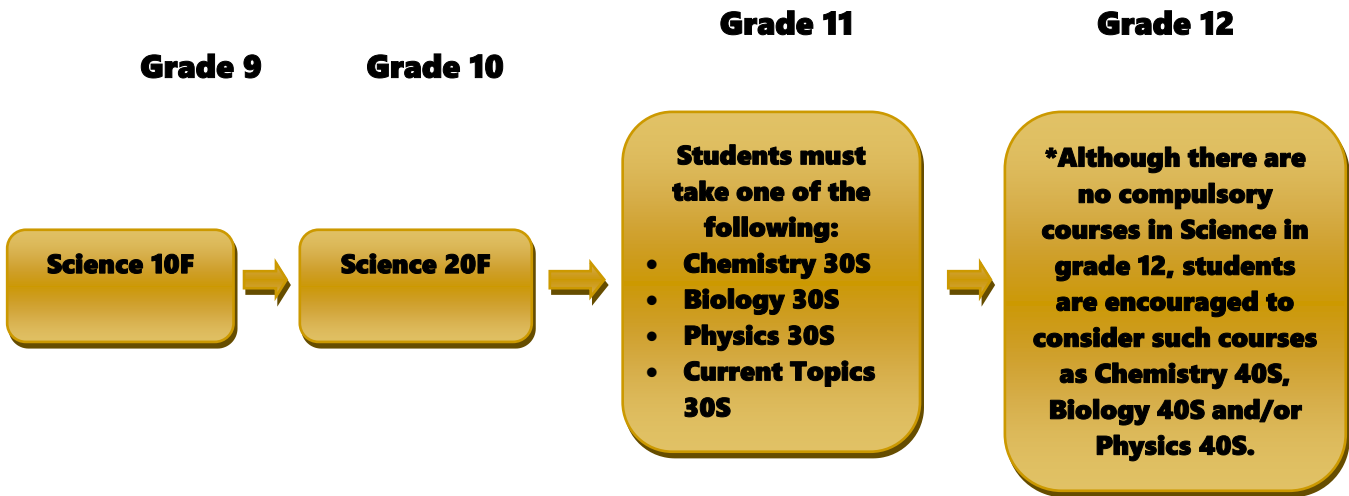 Grade 9
Grade 10
Grade 11
Grade 12
Science 10F
Science 20F
Students must
take one of the
following:
• Chemistry 30S
• Biology 30S
• Physics 30S
• Current Topics
30S
*Although there are
no compulsory
courses in Science in
grade 12, students
are encouraged to
consider such courses
as Chemistry 40S,
Biology 40S and/or
Physics 40S.